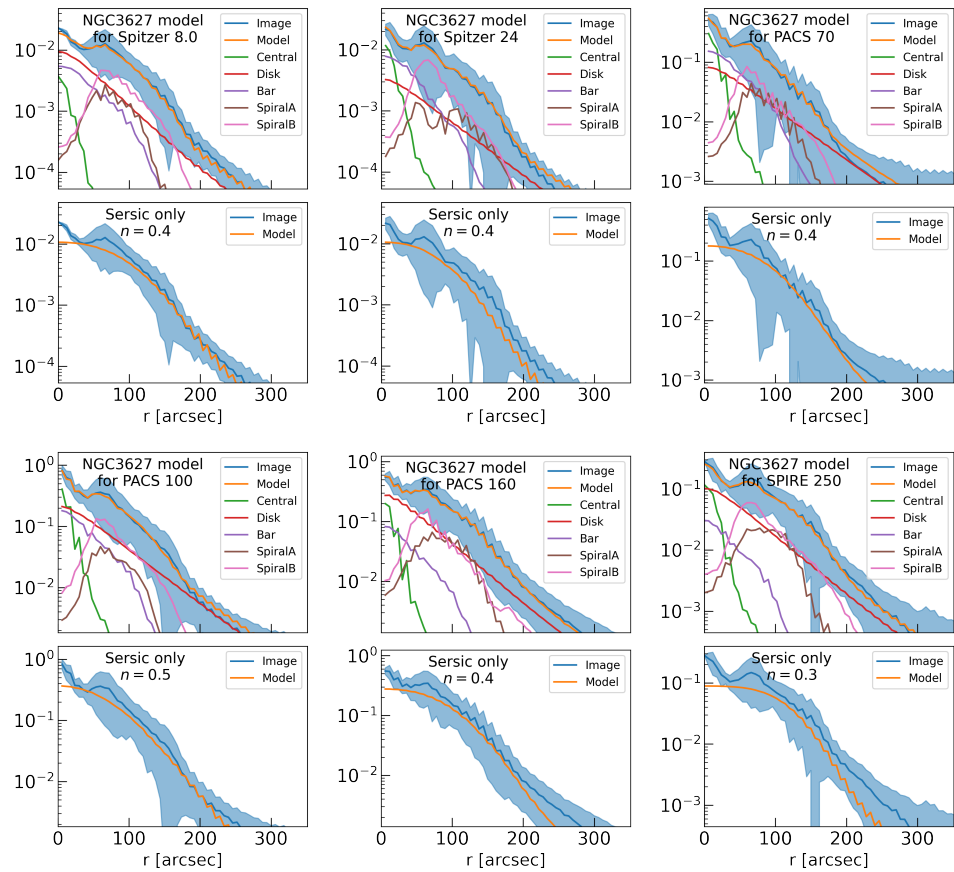 NGC3627 model
for Spitzer 8.0
Image
Model
Central
Disk
Bar
SpiralA
SpiralB
10⁻²
10⁻³
10⁻⁴
NGC3627 model
for Spitzer 24
Image
Model
Central
Disk
Bar
SpiralA
SpiralB
10⁻²
10⁻³
10⁻⁴
NGC3627 model
for PACS 70
Image
Model
Central
Disk
Bar
SpiralA
SpiralB
10⁻¹
10⁻²
10⁻³
Sersic only
n = 0.4
Image
Model
10⁻²
10⁻³
10⁻⁴
0 100 200 300
r [arcsec]
Sersic only
n = 0.4
Image
Model
10⁻²
10⁻³
10⁻⁴
0 100 200 300
r [arcsec]
Sersic only
n = 0.4
Image
Model
10⁻¹
10⁻²
10⁻³
0 100 200 300
r [arcsec]
NGC3627 model
for PACS 100
Image
Model
Central
Disk
Bar
SpiralA
SpiralB
10⁰
10⁻¹
10⁻²
NGC3627 model
for PACS 160
Image
Model
Central
Disk
Bar
SpiralA
SpiralB
10⁰
10⁻¹
10⁻²
NGC3627 model
for SPIRE 250
Image
Model
Central
Disk
Bar
SpiralA
SpiralB
10⁻¹
10⁻²
10⁻³
Sersic only
n = 0.5
Image
Model
10⁰
10⁻¹
10⁻²
0 100 200 300
r [arcsec]
Sersic only
n = 0.4
Image
Model
10⁰
10⁻¹
10⁻²
0 100 200 300
r [arcsec]
Sersic only
n = 0.3
Image
Model
10⁻¹
10⁻²
10⁻³
0 100 200 300
r [arcsec]